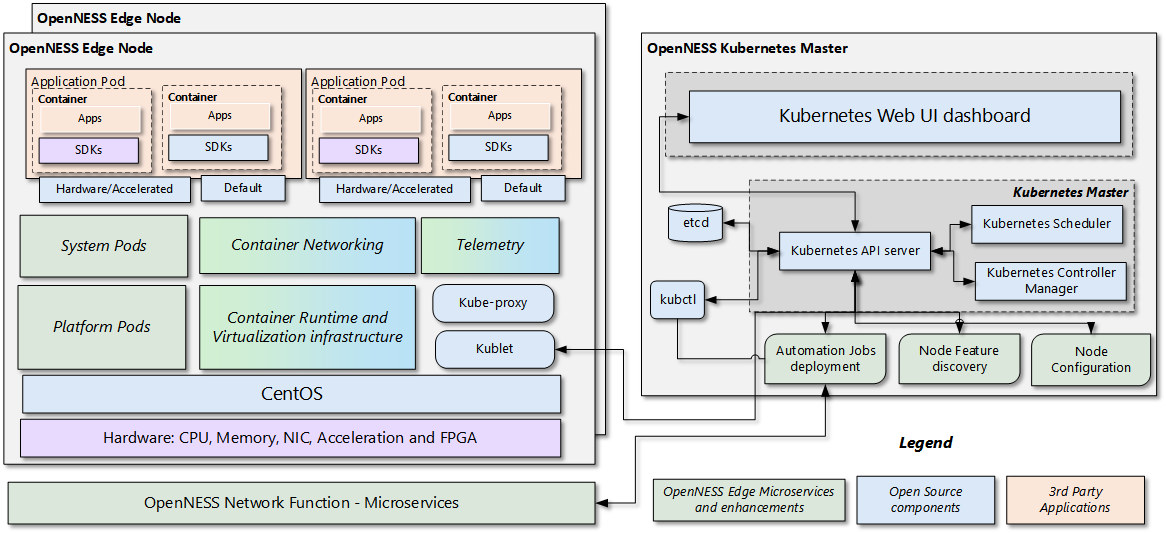 OpenNESS Edge Node
OpenNESS Edge Node
Application Pod
Container
Apps
SDKs
Container
Apps
SDKs
Hardware/Accelerated
Default
Application Pod
Container
Apps
SDKs
Container
Apps
SDKs
Hardware/Accelerated
Default
System Pods
Container Networking
Telemetry
Platform Pods
Container Runtime and
Virtualization infrastructure
Kube-proxy
Kublet
CentOS
Hardware: CPU, Memory, NIC, Acceleration and FPGA
OpenNESS Network Function - Microservices
OpenNESS Kubernetes Master
Kubernetes Web UI dashboard
Kubernetes Master
etcd
Kubernetes API server
Kubernetes Scheduler
Kubernetes Controller
Manager
kubctl
Automation Jobs
deployment
Node Feature
discovery
Node
Configuration
Legend
OpenNESS Edge Microservices
and enhancements
Open Source
components
3rd Party
Applications